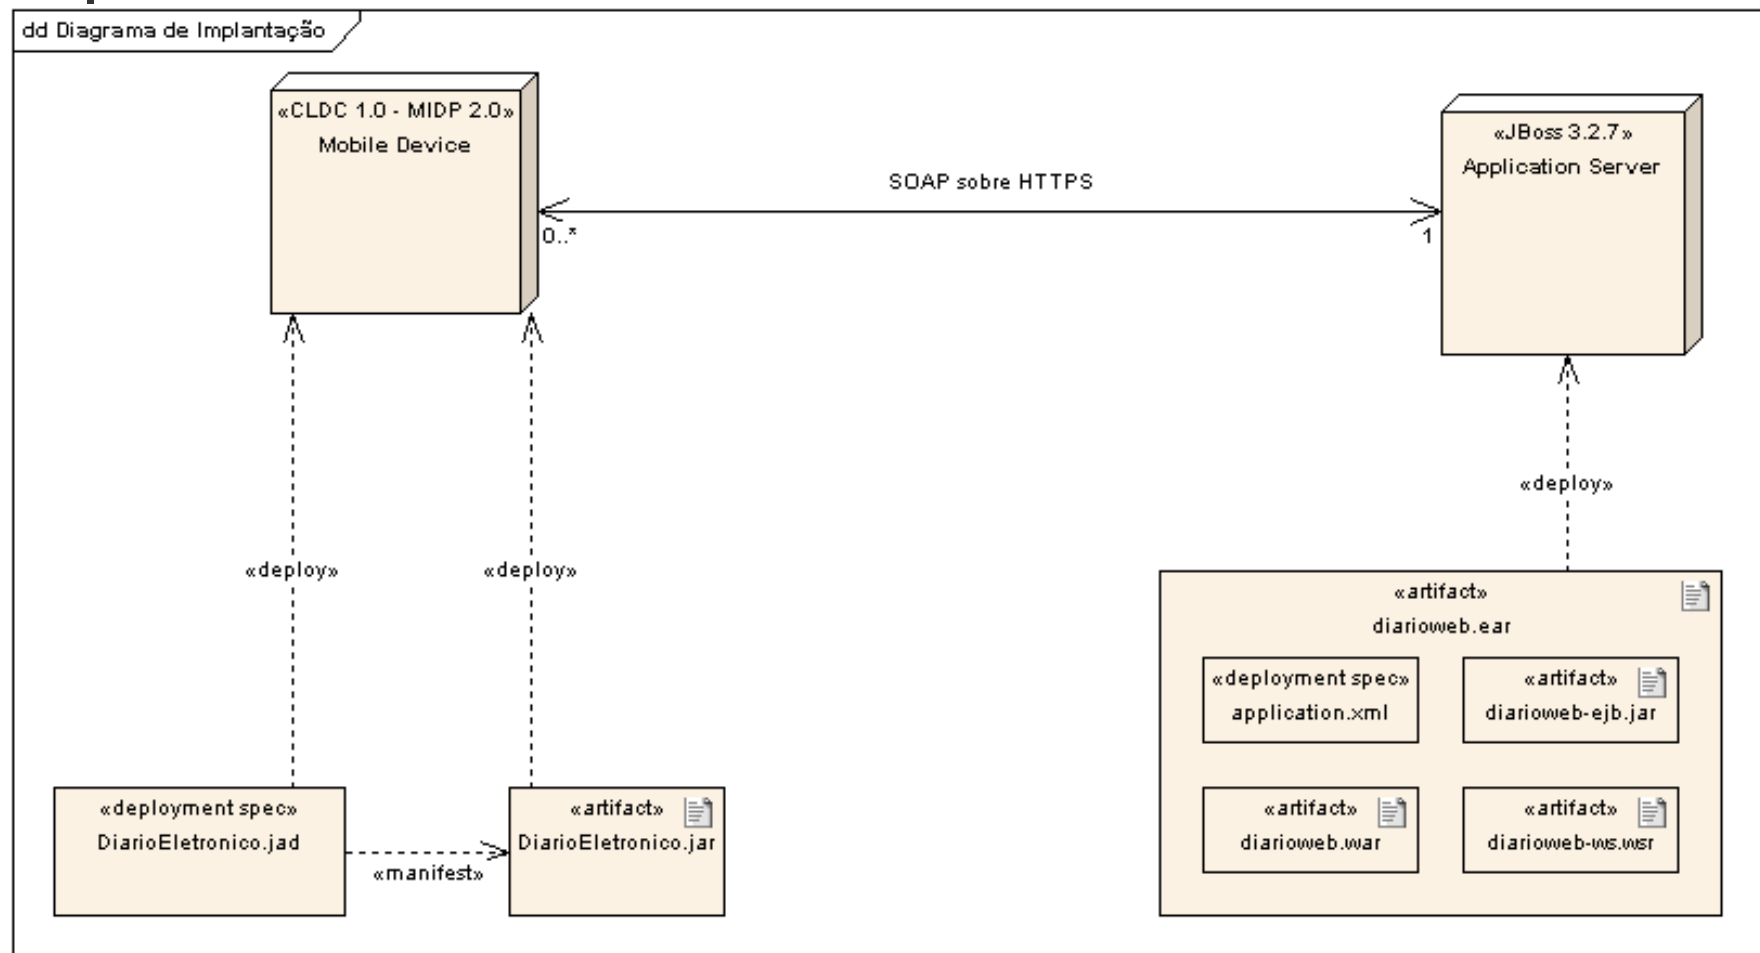 dd Diagrama de Implantação
«CLDC 1.0 - MIDP 2.0»
Mobile Device
«JBoss 3.2.7»
Application Server
SOAP sobre HTTPS
0..*
1
«deploy»
«deploy»
«deploy»
«artifact»
diarioweb.ear
«deployment spec»
application.xml
«artifact»
diarioweb-ejb.jar
«artifact»
diarioweb.war
«artifact»
diarioweb-ws.wsr
«deployment spec»
DiarioEletronico.jad
«manifest»
«artifact»
DiarioEletronico.jar